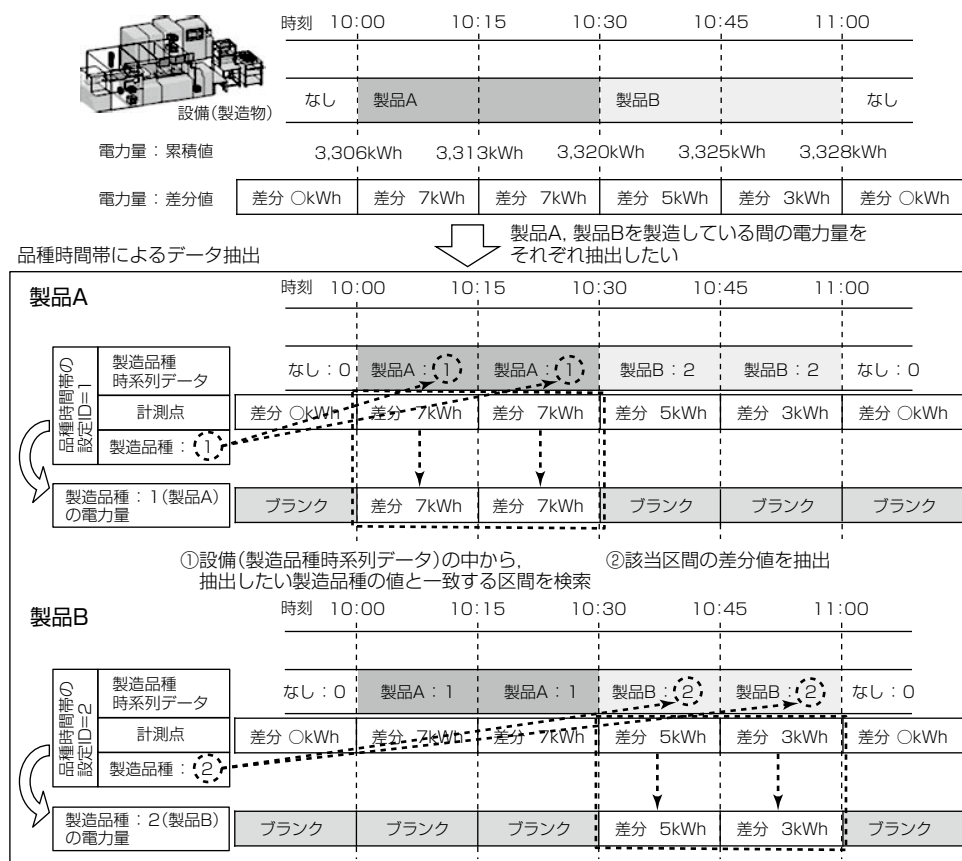 時刻 10:00 10:15 10:30 10:45 11:00
設備(製造物)
なし 製品A 製品B なし
電力量:累積値 3,306kWh 3,313kWh 3,320kWh 3,325kWh 3,328kWh
電力量:差分値 差分 ○kWh 差分 7kWh 差分 7kWh 差分 5kWh 差分 3kWh 差分 ○kWh
製品A, 製品Bを製造している間の電力量を
それぞれ抽出したい
品種時間帯によるデータ抽出
製品A
時刻 10:00 10:15 10:30 10:45 11:00
品種時間帯の
設定ID=1
製造品種
時系列データ
なし:0 製品A:1 製品A:1 製品B:2 製品B:2 なし:0
計測点 差分 ○kWh 差分 7kWh 差分 7kWh 差分 5kWh 差分 3kWh 差分 ○kWh
製造品種:1
製造品種:1(製品A)
の電力量
ブランク 差分 7kWh 差分 7kWh ブランク ブランク ブランク
①設備(製造品種時系列データ)の中から,
抽出したい製造品種の値と一致する区間を検索
②該当区間の差分値を抽出
製品B
時刻 10:00 10:15 10:30 10:45 11:00
品種時間帯の
設定ID=2
製造品種
時系列データ
なし:0 製品A:1 製品A:1 製品B:2 製品B:2 なし:0
計測点 差分 ○kWh 差分 7kWh 差分 7kWh 差分 5kWh 差分 3kWh 差分 ○kWh
製造品種:2
製造品種:2(製品B)
の電力量
ブランク ブランク ブランク 差分 5kWh 差分 3kWh ブランク